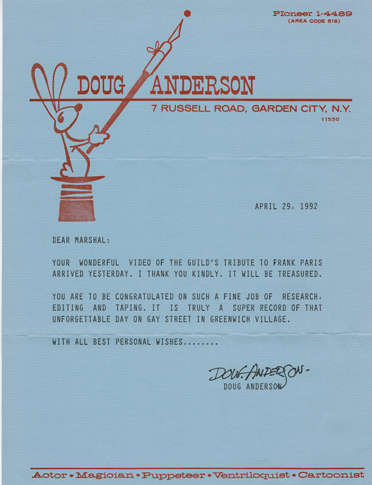 PIoneer 1-4489
(AREA CODE 516)
DOUG ANDERSON
7 RUSSELL ROAD, GARDEN CITY, N.Y.
11530
APRIL 29, 1992
DEAR MARSHAL:
YOUR WONDERFUL VIDEO OF THE GUILD'S TRIBUTE TO FRANK PARIS
ARRIVED YESTERDAY. I THANK YOU KINDLY. IT WILL BE TREASURED.
YOU ARE TO BE CONGRATULATED ON SUCH A FINE JOB OF RESEARCH,
EDITING AND TAPING. IT IS TRULY A SUPER RECORD OF THAT
UNFORGETTABLE DAY ON GAY STREET IN GREENWICH VILLAGE.
WITH ALL BEST PERSONAL WISHES........
DOUG ANDERSON-
DOUG ANDERSON
Actor • Magician • Puppeteer • Ventriloquist • Cartoonist